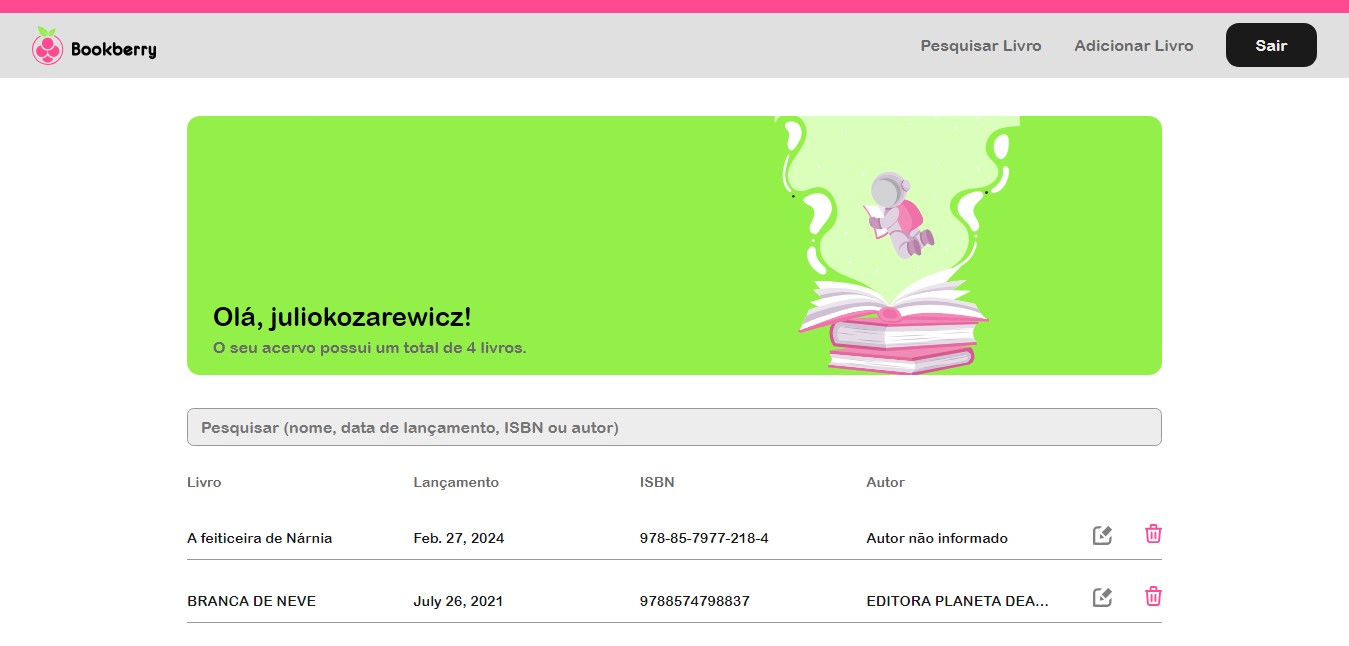 Bookberry
Pesquisar Livro Adicionar Livro Sair
Olá, juliokozarewicz!
O seu acervo possui um total de 4 livros.
Pesquisar (nome, data de lançamento, ISBN ou autor)
Livro Lançamento ISBN Autor
A feiticeira de Nárnia Feb. 27, 2024 978-85-7977-218-4 Autor não informado
BRANCA DE NEVE July 26, 2021 9788574798837 EDITORA PLANETA DEA...